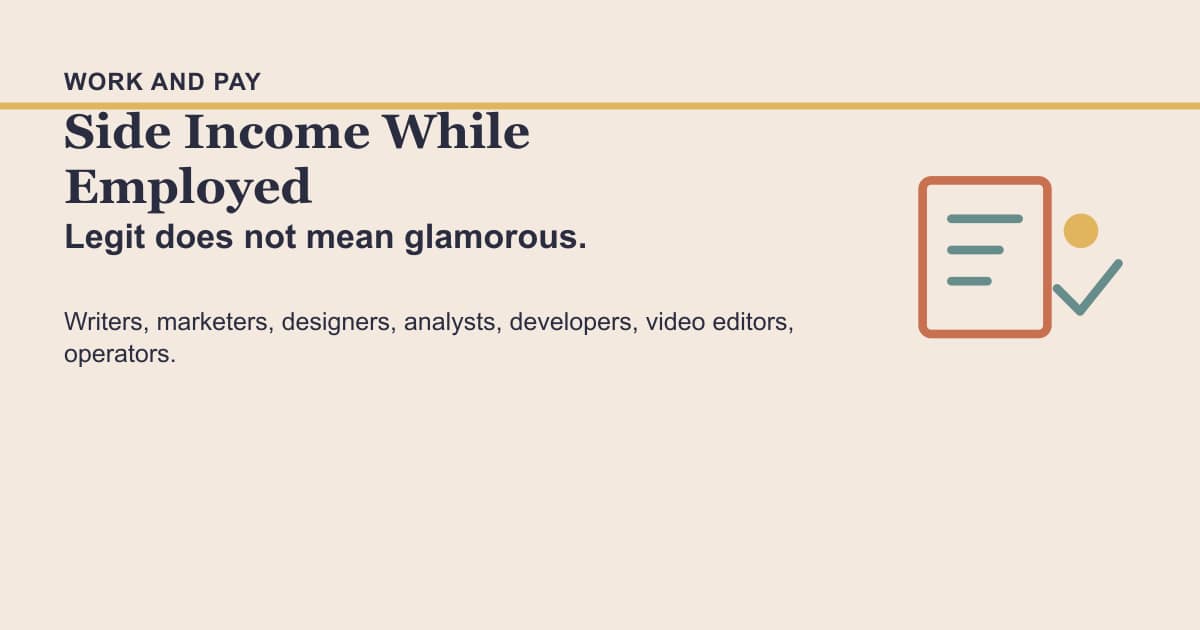 WORK AND PAY
Side Income While
Employed
Legit does not mean glamorous.
Writers, marketers, designers, analysts, developers, video editors,
operators.